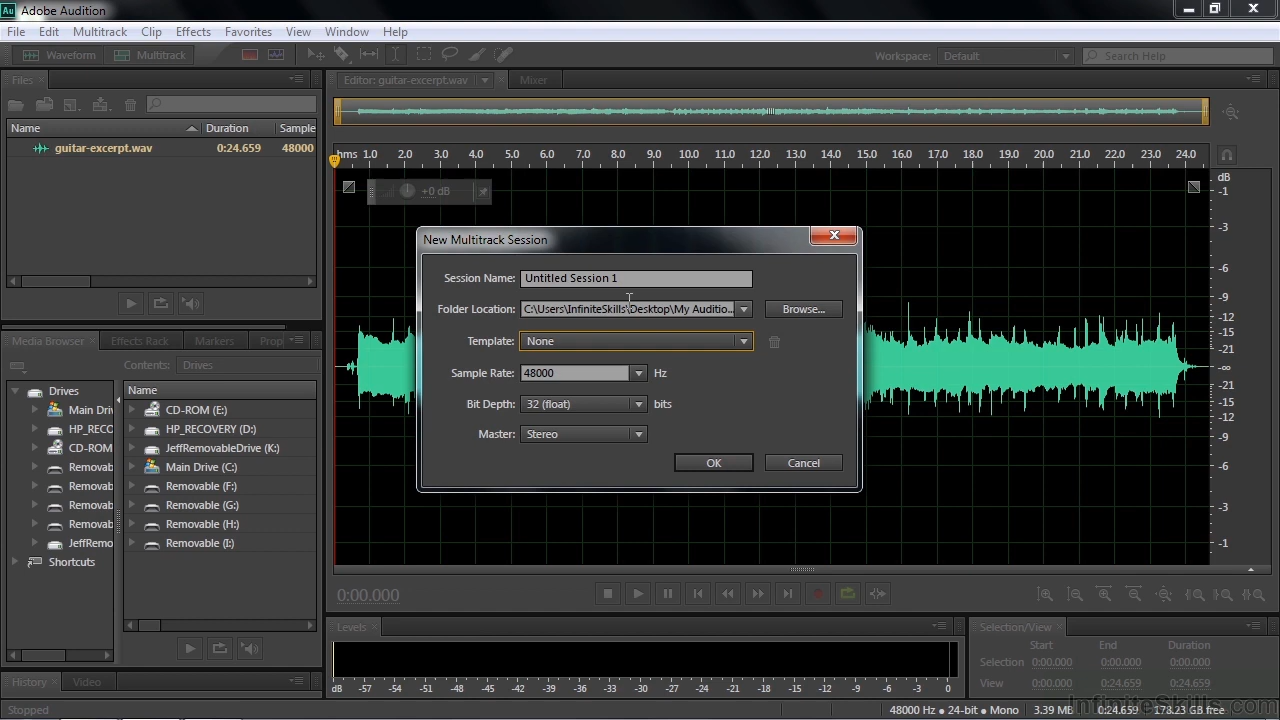 Au Adobe Audition
File Edit Multitrack Clip Effects Favorites View Window Help
Waveform Multitrack Workspace: Default Search Help
Files Editor: guitar-excerpt.wav Mixer
Name Duration Sample
guitar-excerpt.wav 0:24.659 48000
hms 1.0 2.0 3.0 4.0 5.0 6.0 7.0 8.0 9.0 10.0 11.0 12.0 13.0 14.0 15.0 16.0 17.0 18.0 19.0 20.0 21.0 22.0 23.0 24.0
+0 dB
dB
-1
-3
-6
-9
-12
-15
-21
-∞
-21
-15
-12
-9
-6
-3
-1
New Multitrack Session
Session Name: Untitled Session 1
Folder Location: C:\Users\InfiniteSkills\Desktop\My Auditio... Browse...
Template: None
Sample Rate: 48000 Hz
Bit Depth: 32 (float) bits
Master: Stereo
OK Cancel
Media Browser Effects Rack Markers Prop
Contents: Drives
Drives
Main Driv
HP_RECO
CD-ROM
Removab
Removab
Removab
Removab
JeffRemo
Shortcuts
Name
CD-ROM (E:)
HP_RECOVERY (D:)
JeffRemovableDrive (K:)
Main Drive (C:)
Removable (F:)
Removable (G:)
Removable (H:)
Removable (I:)
0:00.000
Levels
dB -57 -54 -51 -48 -45 -42 -39 -36 -33 -30 -27 -24 -21 -18 -15 -12 -9 -6 -3 0
Selection/View
Start End Duration
Selection 0:00.000 0:00.000 0:00.000
View 0:00.000 0:24.659 0:24.659
History Video
Stopped 48000 Hz ● 24-bit ● Mono 3.39 MB 0:24.659 178.23 GB free
InfiniteSkills.com